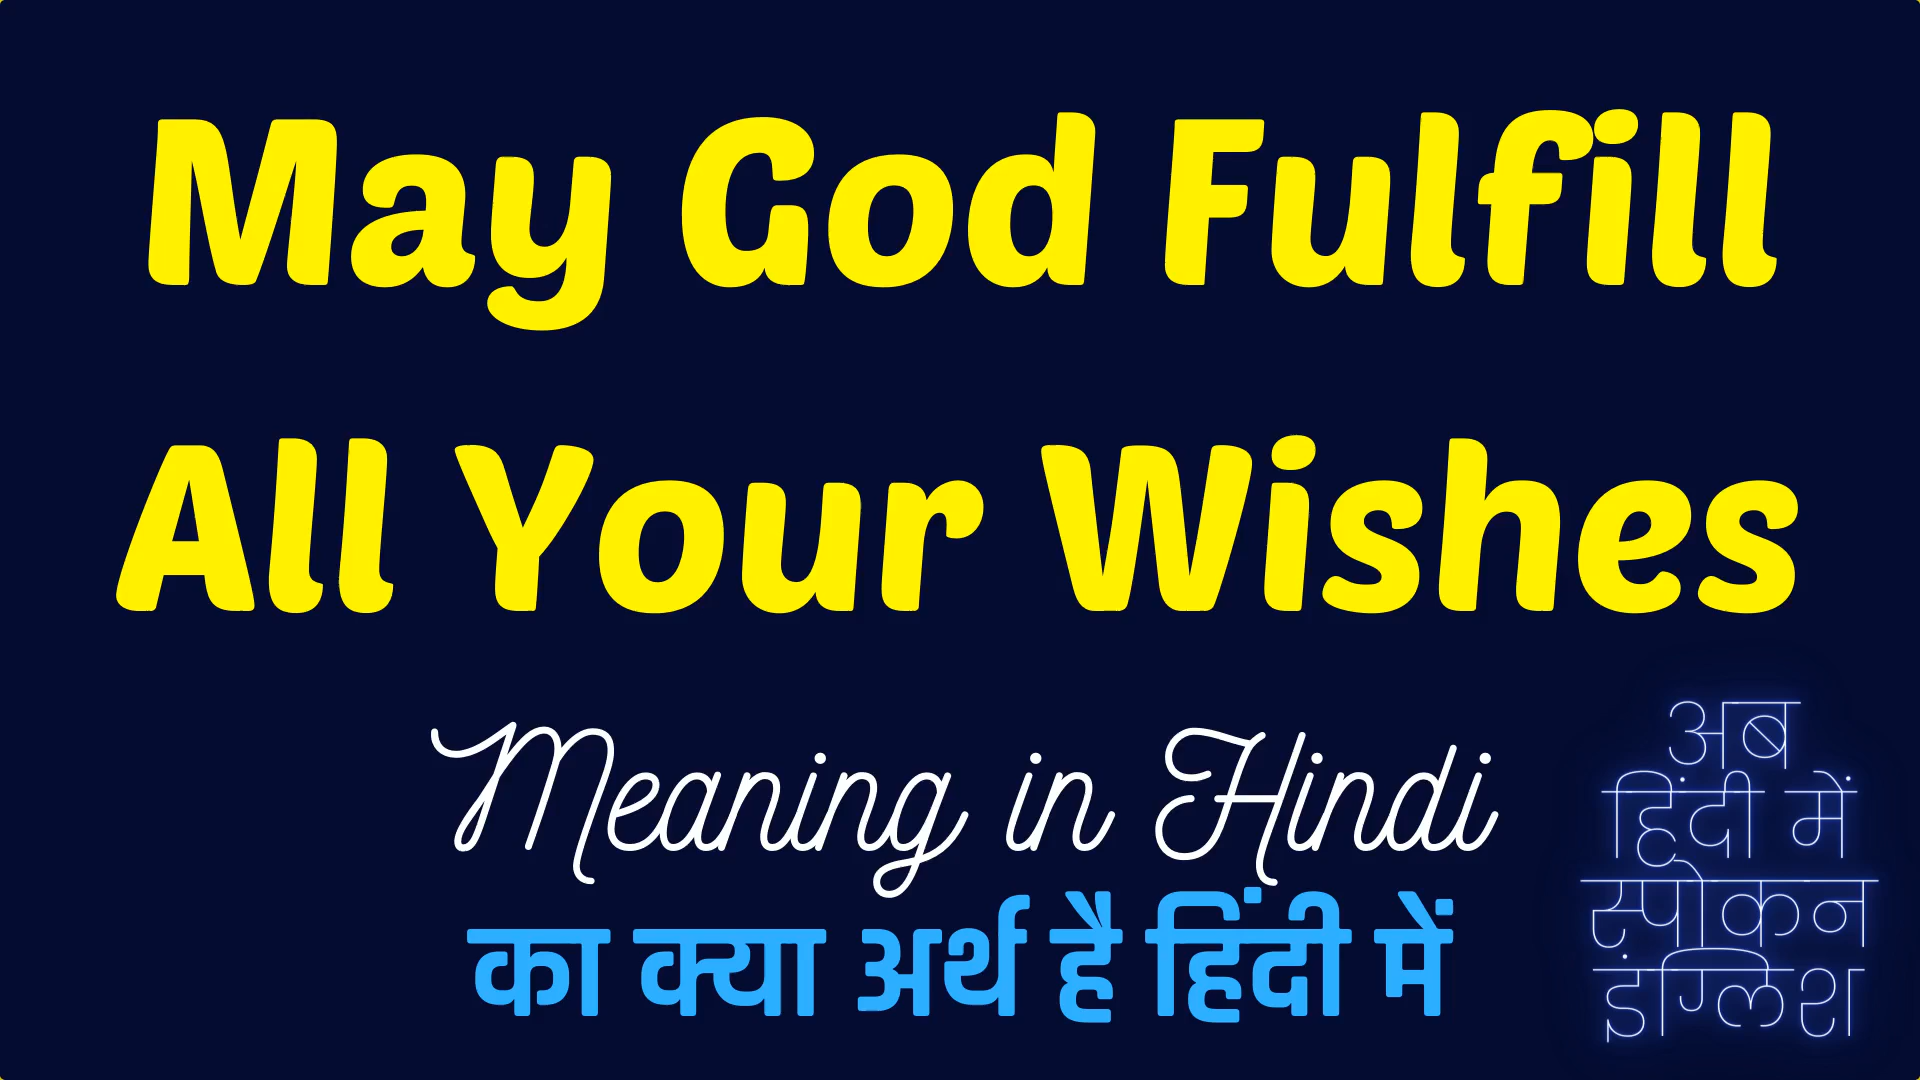 May God Fulfill
All Your Wishes
Meaning in Hindi
का क्या अर्थ है हिंदी में
अब
हिंदी में
स्पोकन
इंग्लिश